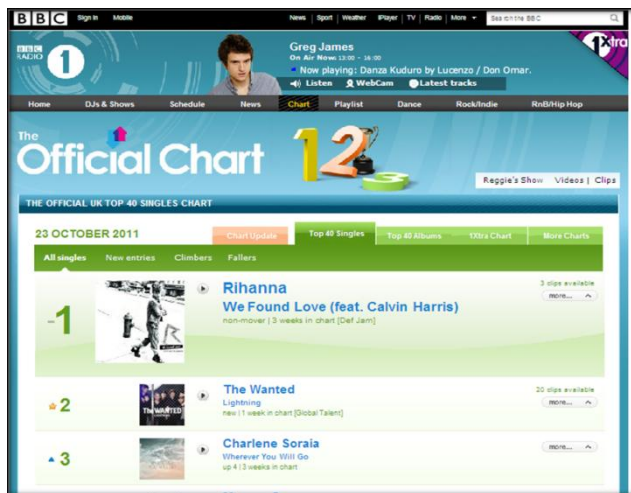 BBC Sign in Mobile News Sport Weather iPlayer TV Radio More Search the BBC
BBC RADIO 1 1Xtra
Greg James
On Air Now: 13:00 - 16:00
Now playing: Danza Kuduro by Lucenzo / Don Omar.
Listen WebCam Latest tracks
Home DJs & Shows Schedule News Chart Playlist Dance Rock/Indie RnB/Hip Hop
The
Official Chart 123
Reggie's Show Videos | Clips
THE OFFICIAL UK TOP 40 SINGLES CHART
23 OCTOBER 2011 Chart Update Top 40 Singles Top 40 Albums 1Xtra Chart More Charts
All singles New entries Climbers Fallers
1 Rihanna 3 clips available
We Found Love (feat. Calvin Harris) more...
non-mover | 3 weeks in chart [Def Jam]
2 The WANTED The Wanted 20 clips available
Lightning more...
new | 1 week in chart [Global Talent]
3 Charlene Soraia more...
Wherever You Will Go
up 4 | 3 weeks in chart